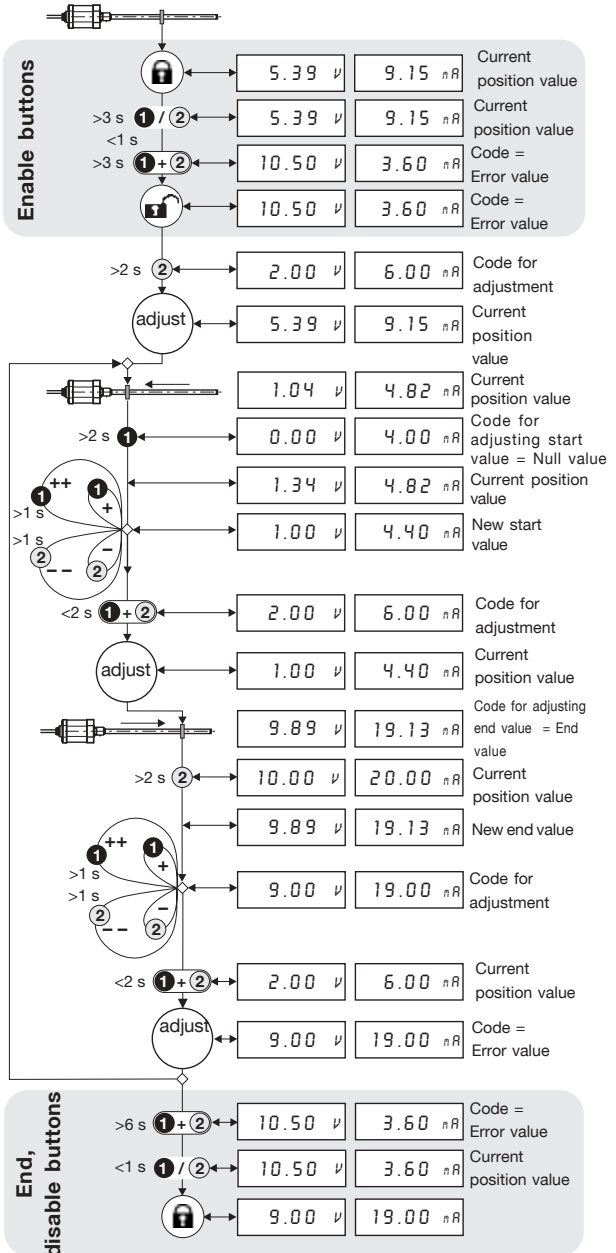 Enable buttons
5.39 V 9.15 mA Current
position value
>3 s 1 / 2 5.39 V 9.15 mA Current
position value
<1 s
>3 s 1 + 2 10.50 V 3.60 mA Code =
Error value
10.50 V 3.60 mA Code =
Error value
>2 s 2 2.00 V 6.00 mA Code for
adjustment
adjust 5.39 V 9.15 mA Current
position
value
1.04 V 4.82 mA Current
position value
>2 s 1 0.00 V 4.00 mA Code for
adjusting start
value = Null value
1.34 V 4.82 mA Current position
value
1 ++ 1 +
>1 s
>1 s
2 -- 2 -
1.00 V 4.40 mA New start
value
<2 s 1 + 2 2.00 V 6.00 mA Code for
adjustment
adjust 1.00 V 4.40 mA Current
position value
9.89 V 19.13 mA Code for adjusting
end value = End
value
>2 s 2 10.00 V 20.00 mA Current
position value
9.89 V 19.13 mA New end value
1 ++ 1 +
>1 s
>1 s
2 -- 2 -
9.00 V 19.00 mA Code for
adjustment
<2 s 1 + 2 2.00 V 6.00 mA Current
position value
adjust 9.00 V 19.00 mA Code =
Error value
End,
disable buttons
>6 s 1 + 2 10.50 V 3.60 mA Code =
Error value
<1 s 1 / 2 10.50 V 3.60 mA Current
position value
9.00 V 19.00 mA